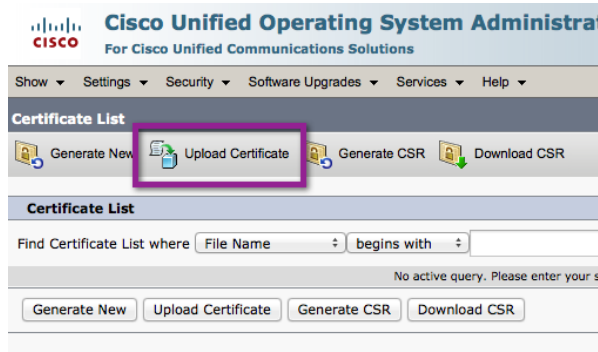 CISCO
Cisco Unified Operating System Administra
For Cisco Unified Communications Solutions
Show Settings Security Software Upgrades Services Help
Certificate List
Generate New Upload Certificate Generate CSR Download CSR
Certificate List
Find Certificate List where File Name begins with
No active query. Please enter your s
Generate New Upload Certificate Generate CSR Download CSR